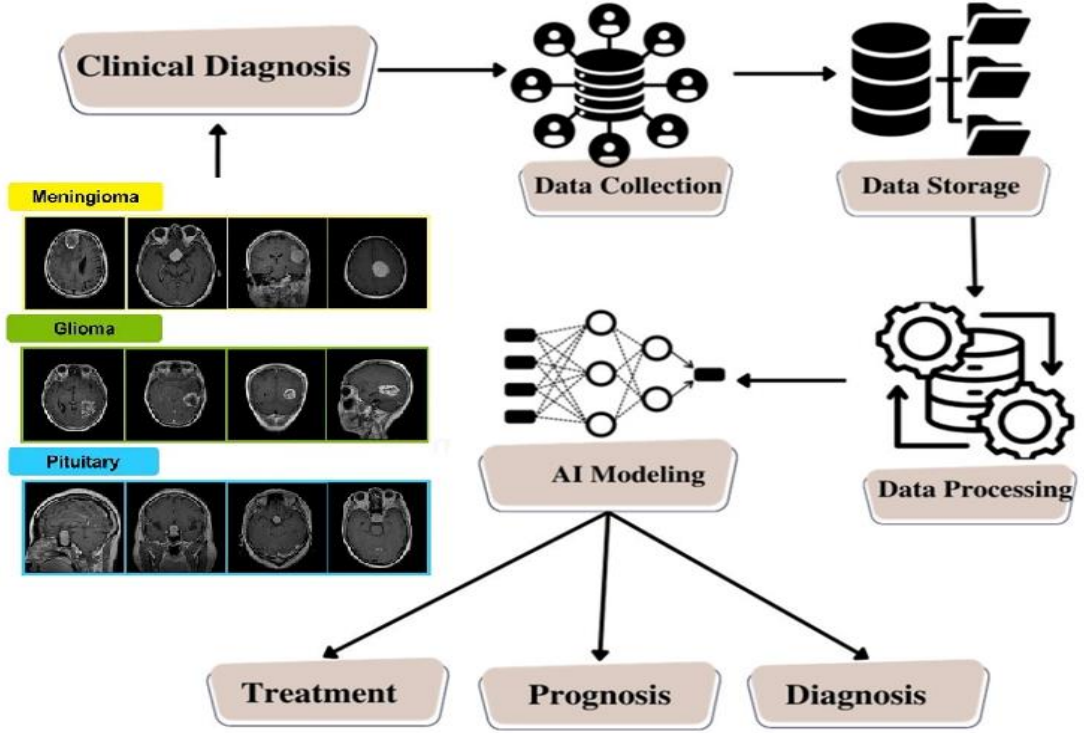 Clinical Diagnosis
Data Collection
Data Storage
Meningioma
Glioma
Pituitary
AI Modeling
Data Processing
Treatment
Prognosis
Diagnosis